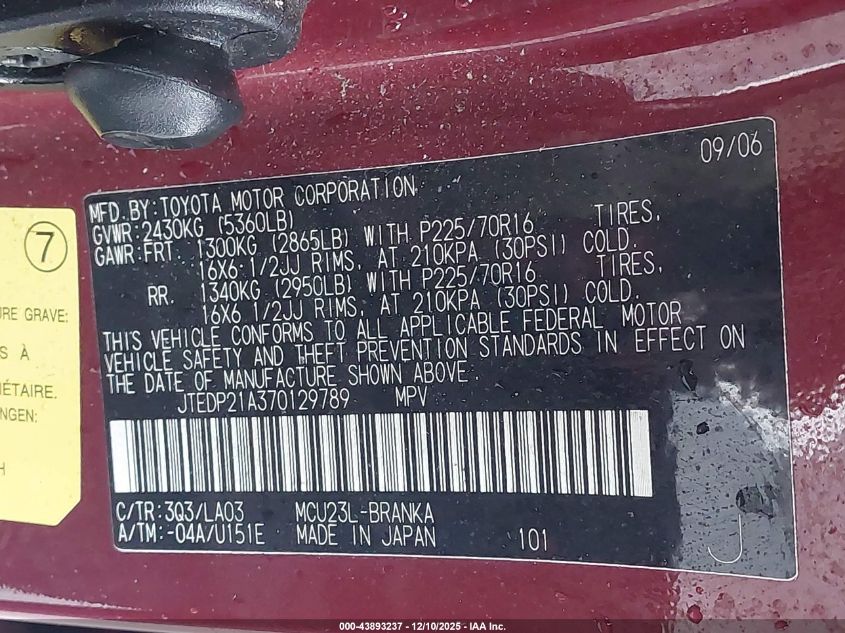 09/06
MFD. BY: TOYOTA MOTOR CORPORATION
GVWR: 2430KG (5360LB)
GAWR: FRT. 1300KG (2865LB) WITH P225/70R16 TIRES,
16X6 1/2JJ RIMS, AT 210KPA (30PSI) COLD.
RR. 1340KG (2950LB) WITH P225/70R16 TIRES,
16X6 1/2JJ RIMS, AT 210KPA (30PSI) COLD.
THIS VEHICLE CONFORMS TO ALL APPLICABLE FEDERAL MOTOR
VEHICLE SAFETY AND THEFT PREVENTION STANDARDS IN EFFECT ON
THE DATE OF MANUFACTURE SHOWN ABOVE.
JTEDP21A370129789 MPV
C/TR: 3Q3/LA03 MCU23L-BRANKA
A/TM: -04A/U151E MADE IN JAPAN 101
J
7
URE GRAVE:
S À
IÉTAIRE.
NGEN:
H
000-43893237 - 12/10/2025 - IAA Inc.